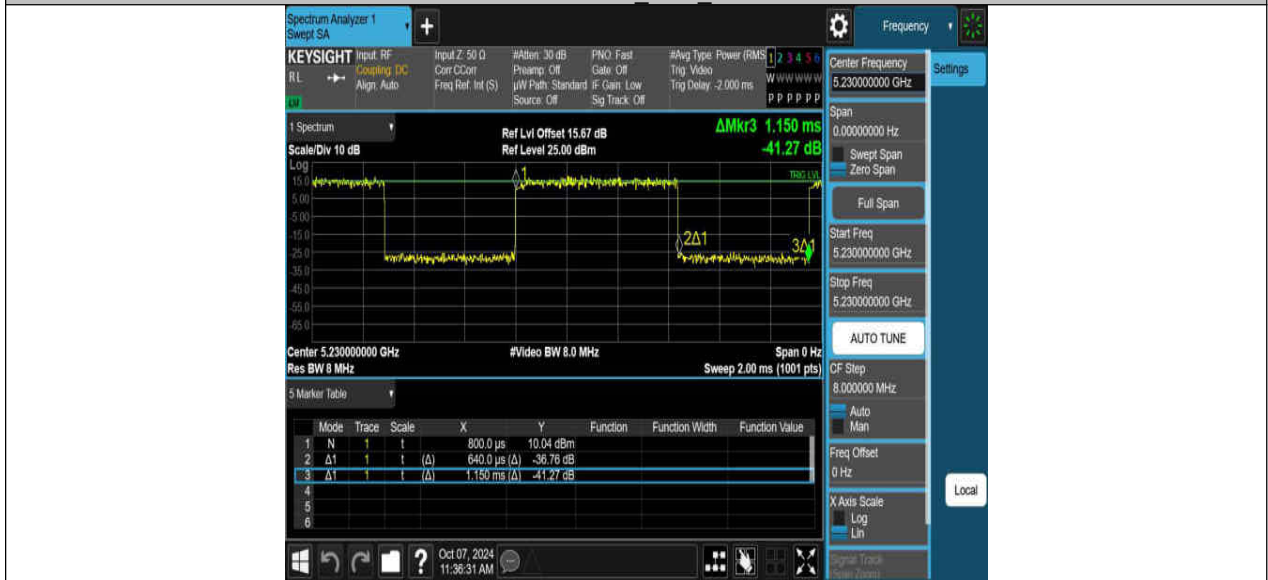 Spectrum Analyzer 1
Swept SA
+
Frequency
KEYSIGHT
RL
LM
Input: RF
Coupling: DC
Align: Auto
Input Z: 50 Ω
Corr CCorr
Freq Ref: Int (S)
#Atten: 30 dB
Preamp: Off
µW Path: Standard
Source: Off
PNO: Fast
Gate: Off
IF Gain: Low
Sig Track: Off
#Avg Type: Power (RMS
Trig: Video
Trig Delay: -2.000 ms
1 2 3 4 5 6
W W W W W W
P P P P P P
Center Frequency
5.230000000 GHz
Settings
Span
0.00000000 Hz
Swept Span
Zero Span
Full Span
Start Freq
5.230000000 GHz
Stop Freq
5.230000000 GHz
AUTO TUNE
CF Step
8.000000 MHz
Auto
Man
Freq Offset
0 Hz
X Axis Scale
Log
Lin
Signal Track
(Span Zoom)
Local
1 Spectrum
Scale/Div 10 dB
Ref Lvl Offset 15.67 dB
Ref Level 25.00 dBm
ΔMkr3 1.150 ms
-41.27 dB
Log
15.0
5.00
-5.00
-15.0
-25.0
-35.0
-45.0
-55.0
-65.0
TRIG LVL
1
2Δ1
3Δ1
Center 5.230000000 GHz
Res BW 8 MHz
#Video BW 8.0 MHz
Span 0 Hz
Sweep 2.00 ms (1001 pts)
5 Marker Table
Mode Trace Scale X Y Function Function Width Function Value
1 N 1 t 800.0 µs 10.04 dBm
2 Δ1 1 t (Δ) 640.0 µs (Δ) -36.76 dB
3 Δ1 1 t (Δ) 1.150 ms (Δ) -41.27 dB
4
5
6
?
Oct 07, 2024
11:36:31 AM